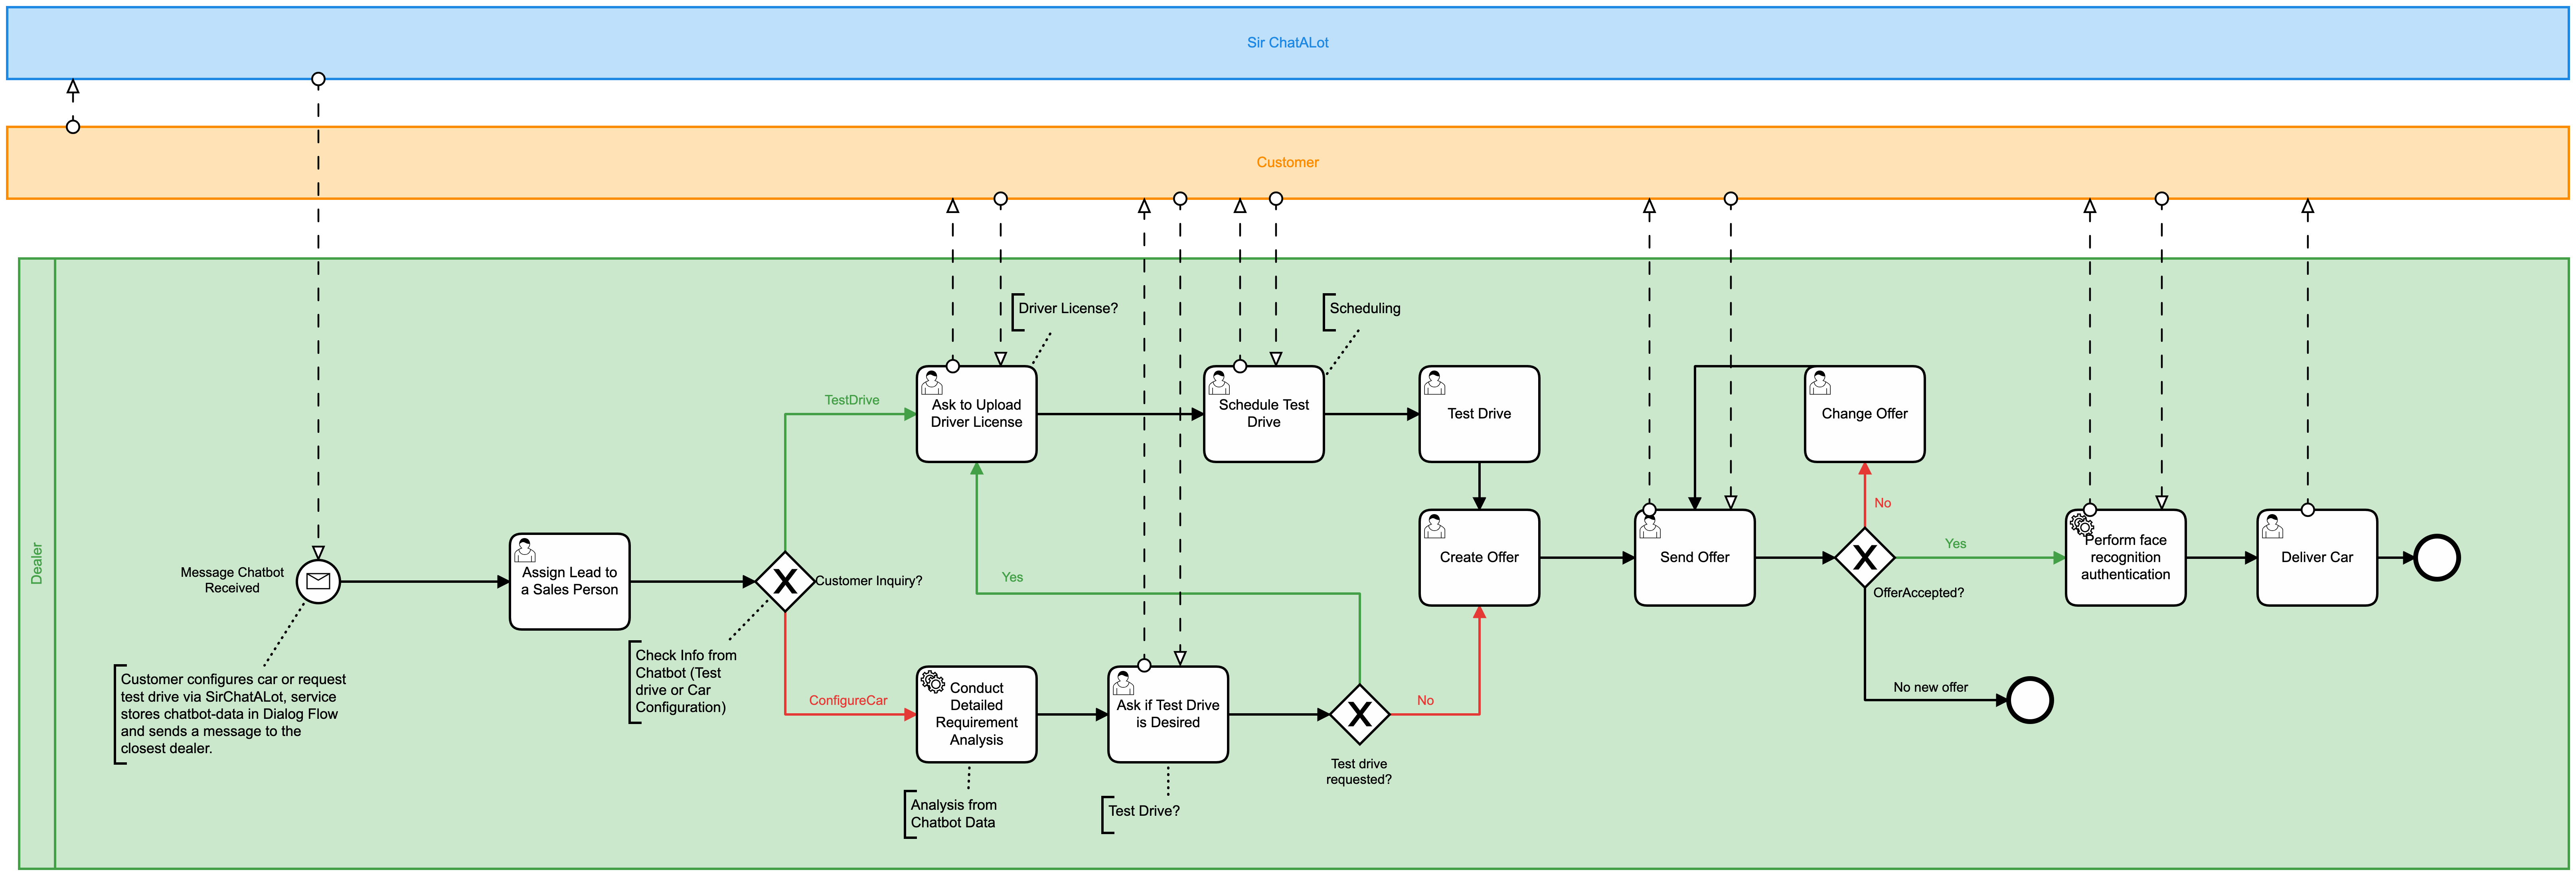 Sir ChatALot
Customer
Dealer
Message Chatbot
Received
Customer configures car or request
test drive via SirChatALot, service
stores chatbot-data in Dialog Flow
and sends a message to the
closest dealer.
Assign Lead to
a Sales Person
Customer Inquiry?
Check Info from
Chatbot (Test
drive or Car
Configuration)
TestDrive
ConfigureCar
Driver License?
Ask to Upload
Driver License
Scheduling
Schedule Test
Drive
Test Drive
Yes
Conduct
Detailed
Requirement
Analysis
Analysis from
Chatbot Data
Ask if Test Drive
is Desired
Test Drive?
Test drive
requested?
No
Create Offer
Send Offer
Change Offer
No
OfferAccepted?
Yes
No new offer
Perform face
recognition
authentication
Deliver Car